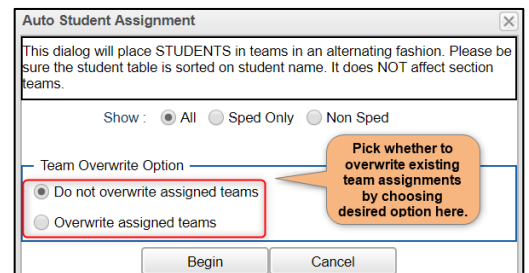 Auto Student Assignment
This dialog will place STUDENTS in teams in an alternating fashion. Please be
sure the student table is sorted on student name. It does NOT affect section
teams.
Show : All Sped Only Non Sped
Team Overwrite Option
Do not overwrite assigned teams
Overwrite assigned teams
Pick whether to
overwrite existing
team assignments
by choosing
desired option here.
Begin Cancel